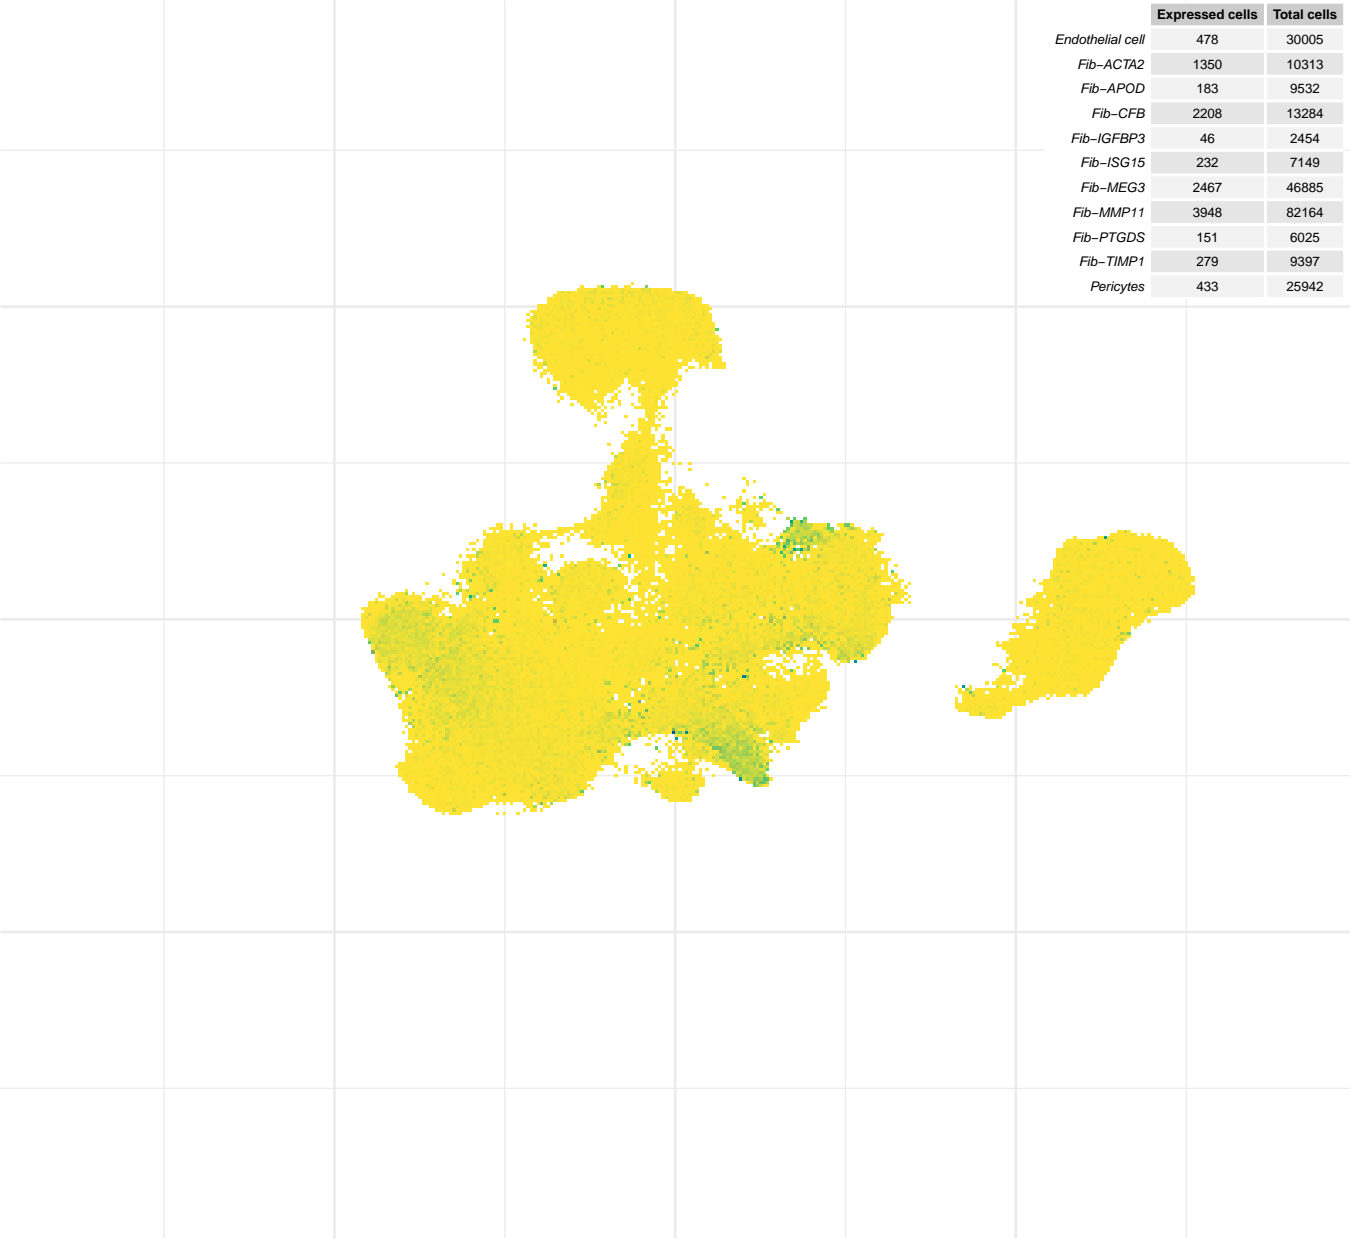 Expressed cells Total cells
Endothelial cell 478 30005
Fib−ACTA2 1350 10313
Fib−APOD 183 9532
Fib−CFB 2208 13284
Fib−IGFBP3 46 2454
Fib−ISG15 232 7149
Fib−MEG3 2467 46885
Fib−MMP11 3948 82164
Fib−PTGDS 151 6025
Fib−TIMP1 279 9397
Pericytes 433 25942